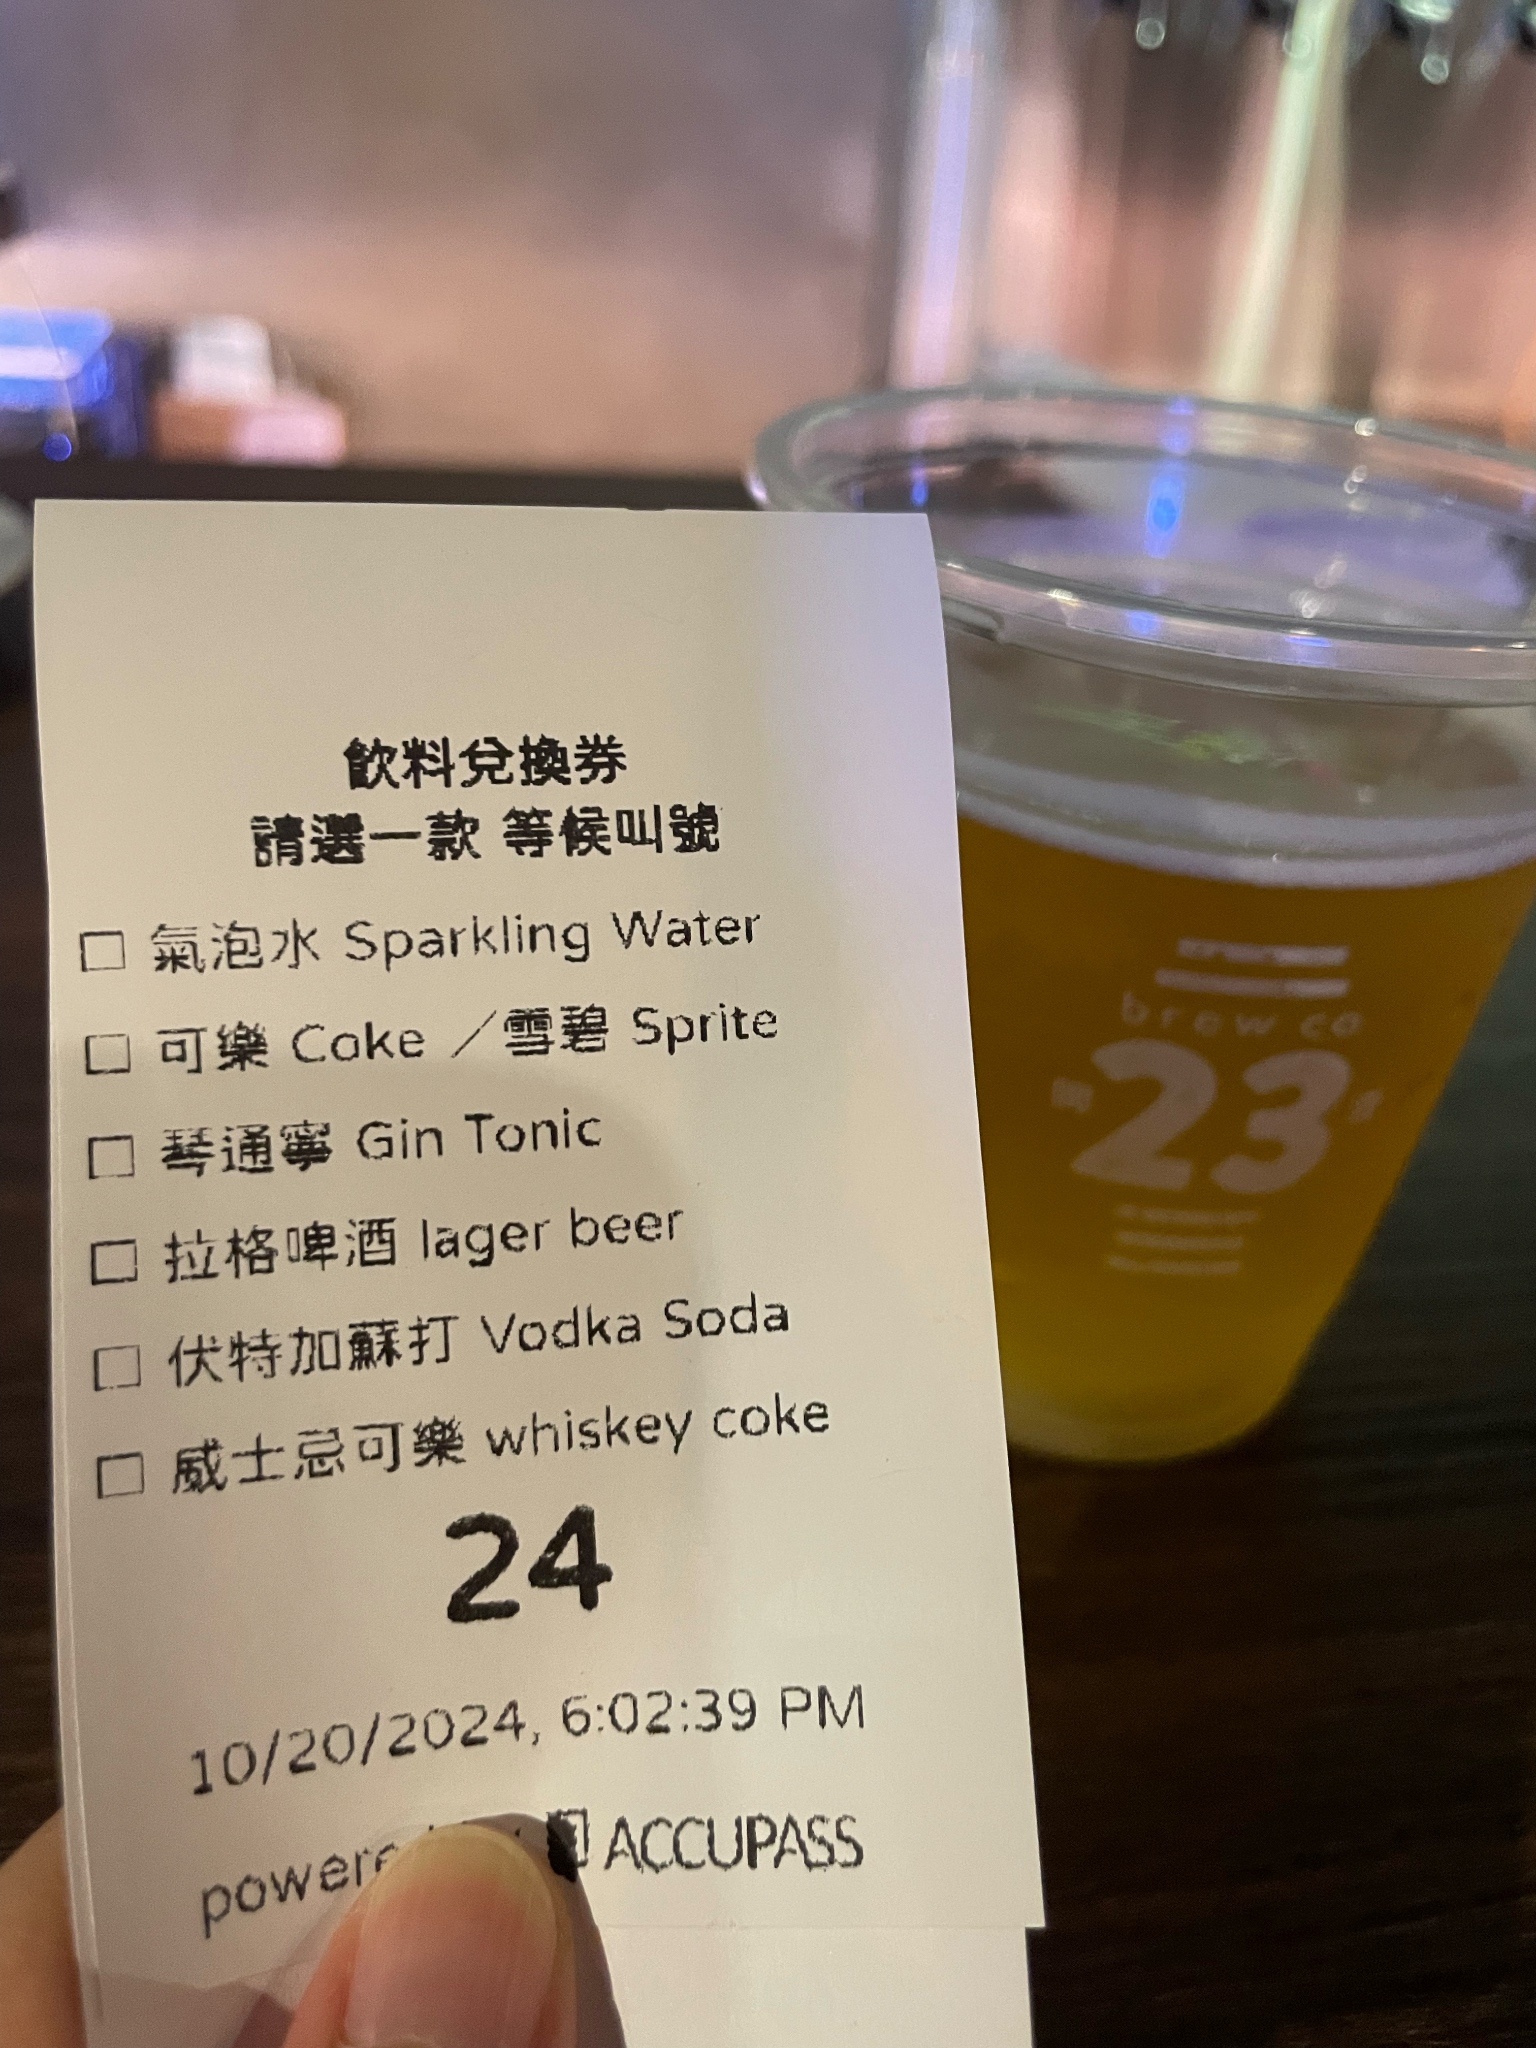 飲料兌換券
請選一款 等候叫號
□ 氣泡水 Sparkling Water
□ 可樂 Coke ／雪碧 Sprite
□ 琴通寧 Gin Tonic
□ 拉格啤酒 lager beer
□ 伏特加蘇打 Vodka Soda
□ 威士忌可樂 whiskey coke
24
10/20/2024, 6:02:39 PM
ACCUPASS
brew co
23